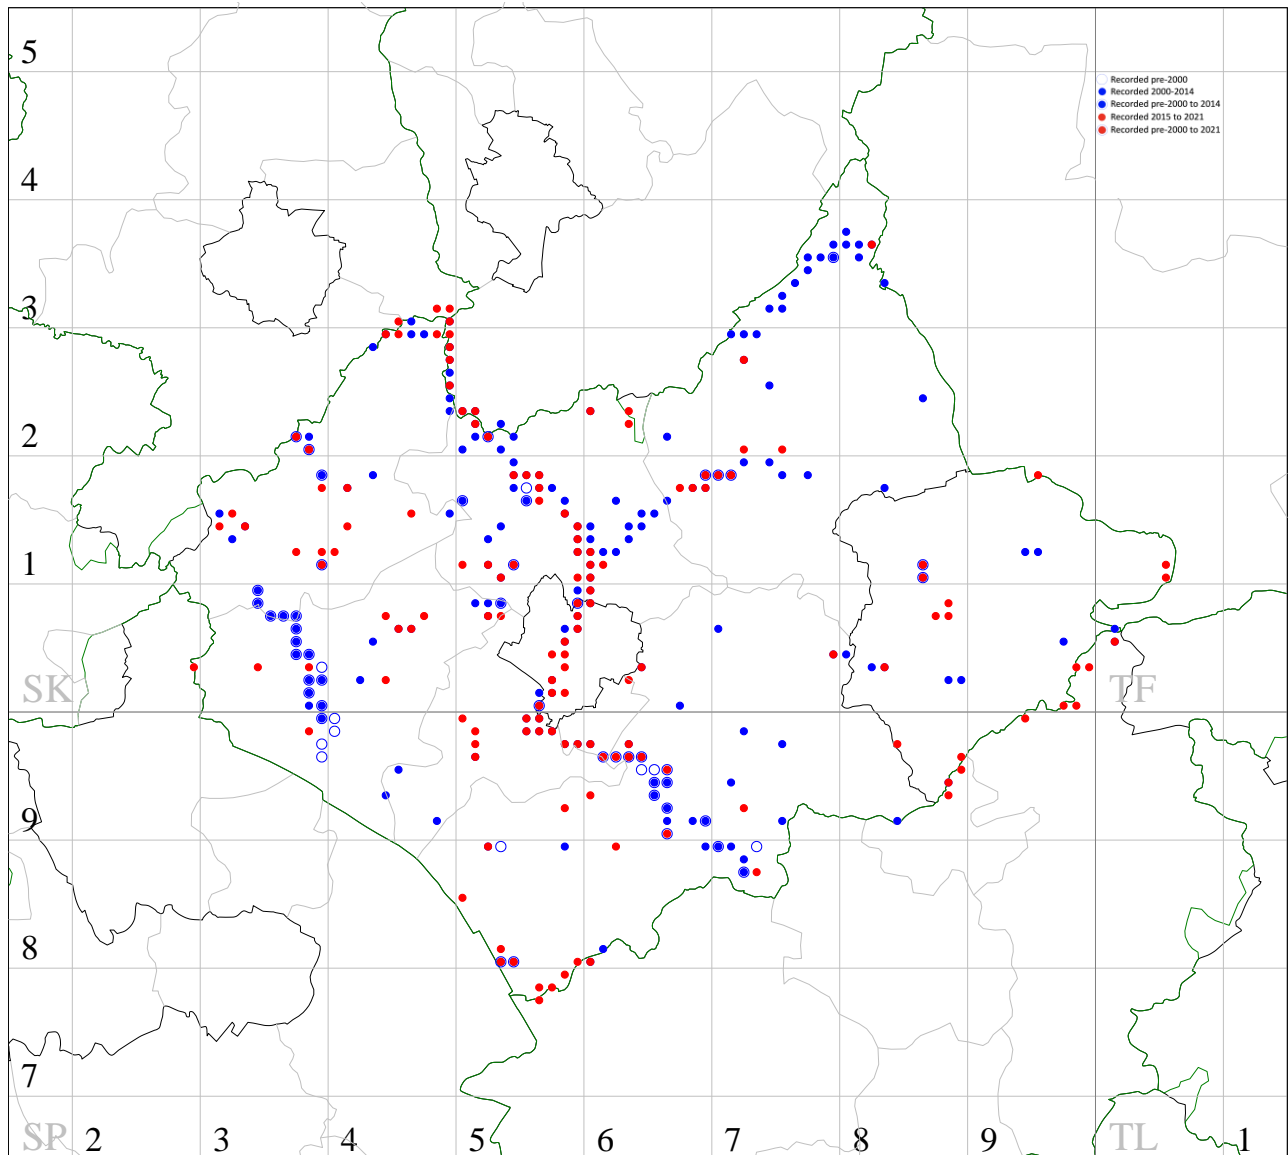 5
Recorded pre-2000
Recorded 2000-2014
Recorded pre-2000 to 2014
Recorded 2015 to 2021
Recorded pre-2000 to 2021
4
3
2
1
SK
TF
9
8
7
SP 2 3 4 5 6 7 8 9 TL 1